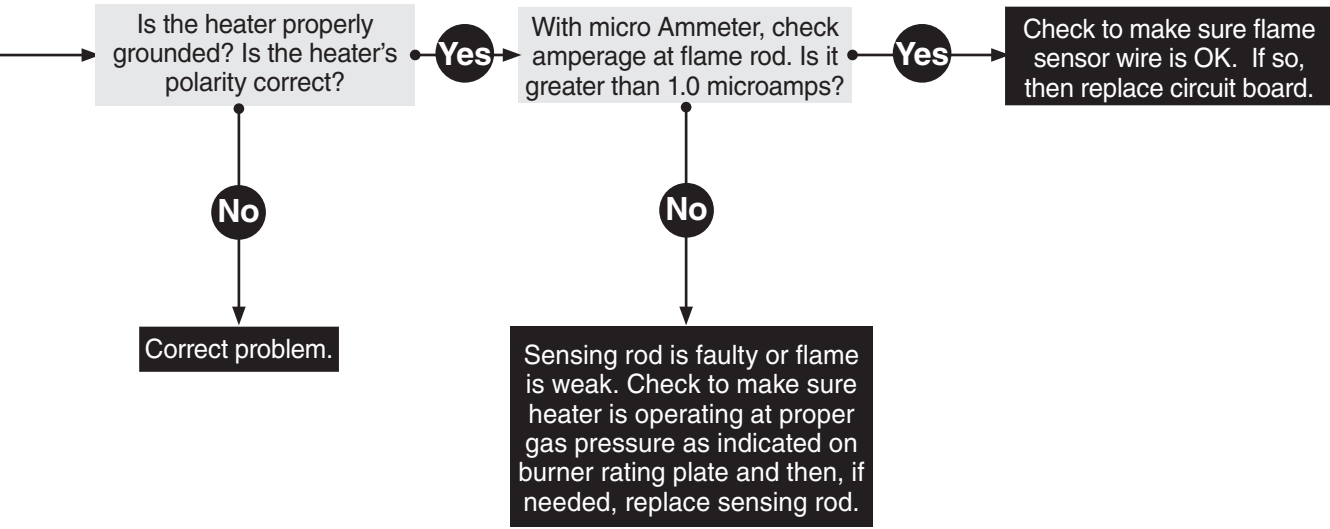 Is the heater properly
grounded? Is the heater's
polarity correct?
Yes
With micro Ammeter, check
amperage at flame rod. Is it
greater than 1.0 microamps?
Yes
Check to make sure flame
sensor wire is OK.  If so,
then replace circuit board.
No
No
Correct problem.
Sensing rod is faulty or flame
is weak. Check to make sure
heater is operating at proper
gas pressure as indicated on
burner rating plate and then, if
needed, replace sensing rod.